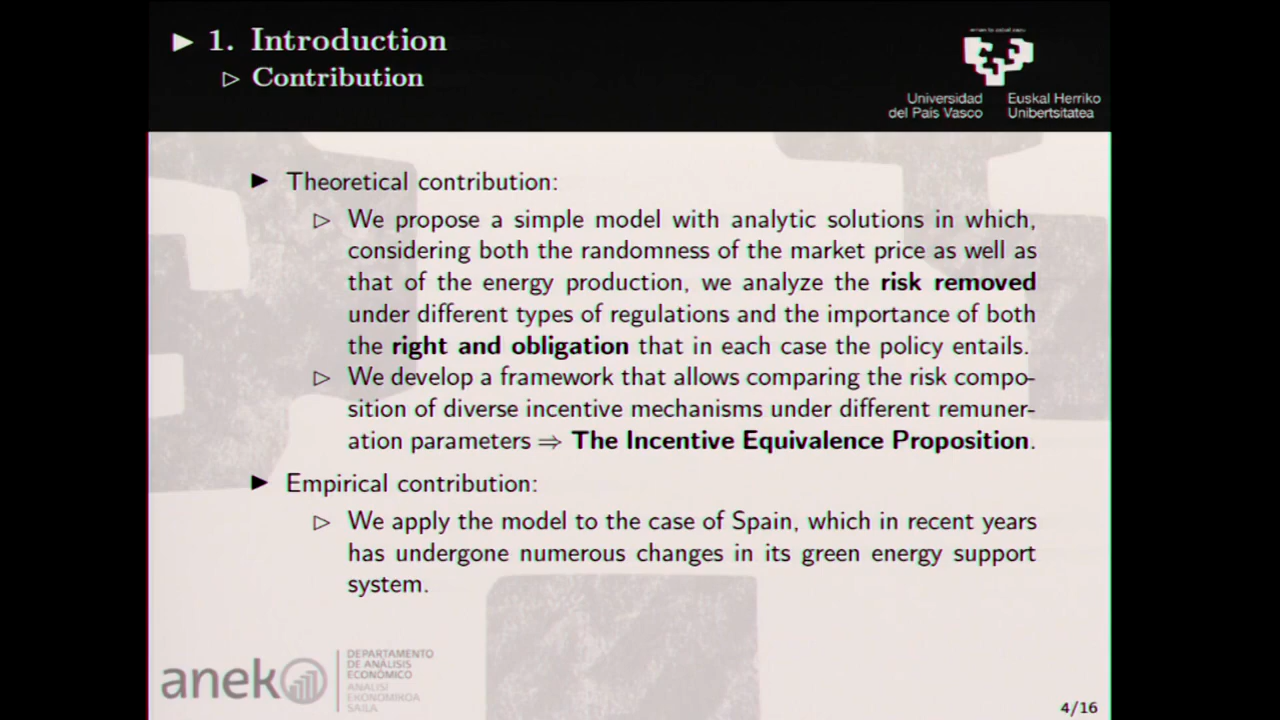 ▶ 1. Introduction
▷ Contribution
Universidad del País Vasco
Euskal Herriko Unibertsitatea
▶ Theoretical contribution:
▷ We propose a simple model with analytic solutions in which,
considering both the randomness of the market price as well as
that of the energy production, we analyze the risk removed
under different types of regulations and the importance of both
the right and obligation that in each case the policy entails.
▷ We develop a framework that allows comparing the risk compo-
sition of diverse incentive mechanisms under different remuner-
ation parameters ⇒ The Incentive Equivalence Proposition.
▶ Empirical contribution:
▷ We apply the model to the case of Spain, which in recent years
has undergone numerous changes in its green energy support
system.
aneko
DEPARTAMENTO
DE ANÁLISIS
ECONÓMICO
ANALISI
EKONOMIKOA
SAILA
4/16